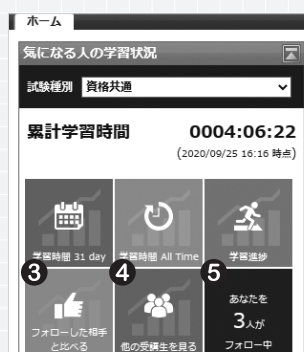 ホーム
気になる人の学習状況
試験種別 資格共通
累計学習時間 0004:06:22
(2020/09/25 16:16 時点)
学習時間 31 day 学習時間 All Time 学習進捗
3 4 5
フォローした相手
と比べる
他の受講生を見る
あなたを
3人が
フォロー中